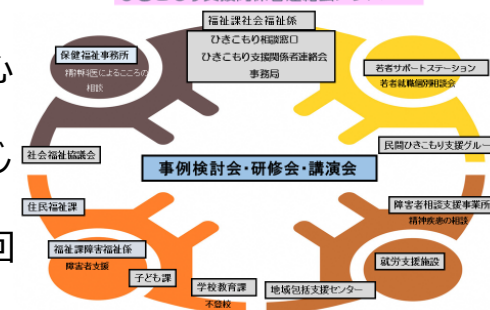 福祉課社会福祉係
ひきこもり相談窓口
ひきこもり支援関係者連絡会
事務局
保健福祉事務所
精神科医によるこころの
相談
若者サポートステーション
若者就職個別相談会
社会福祉協議会
民間ひきこもり支援グルー
事例検討会・研修会・講演会
住民福祉課
障害者相談支援事業所
精神疾患の相談
福祉課障害福祉係
障害者支援
回
子ども課
就労支援施設
学校教育課
不登校
地域包括支援センター